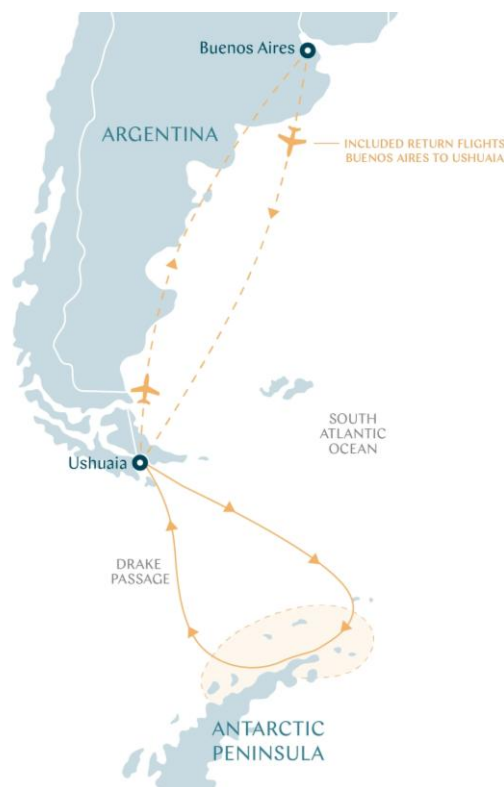 Buenos Aires
ARGENTINA
INCLUDED RETURN FLIGHTS
BUENOS AIRES TO USHUAIA
SOUTH
ATLANTIC
OCEAN
Ushuaia
DRAKE
PASSAGE
ANTARCTIC
PENINSULA